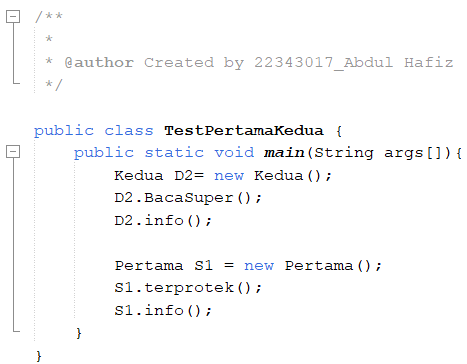 /**
 *
 * @author Created by 22343017_Abdul Hafiz
 */
public class TestPertamaKedua {
    public static void main(String args[]){
        Kedua D2= new Kedua();
        D2.BacaSuper();
        D2.info();
        Pertama S1 = new Pertama();
        S1.terprotek();
        S1.info();
    }
}